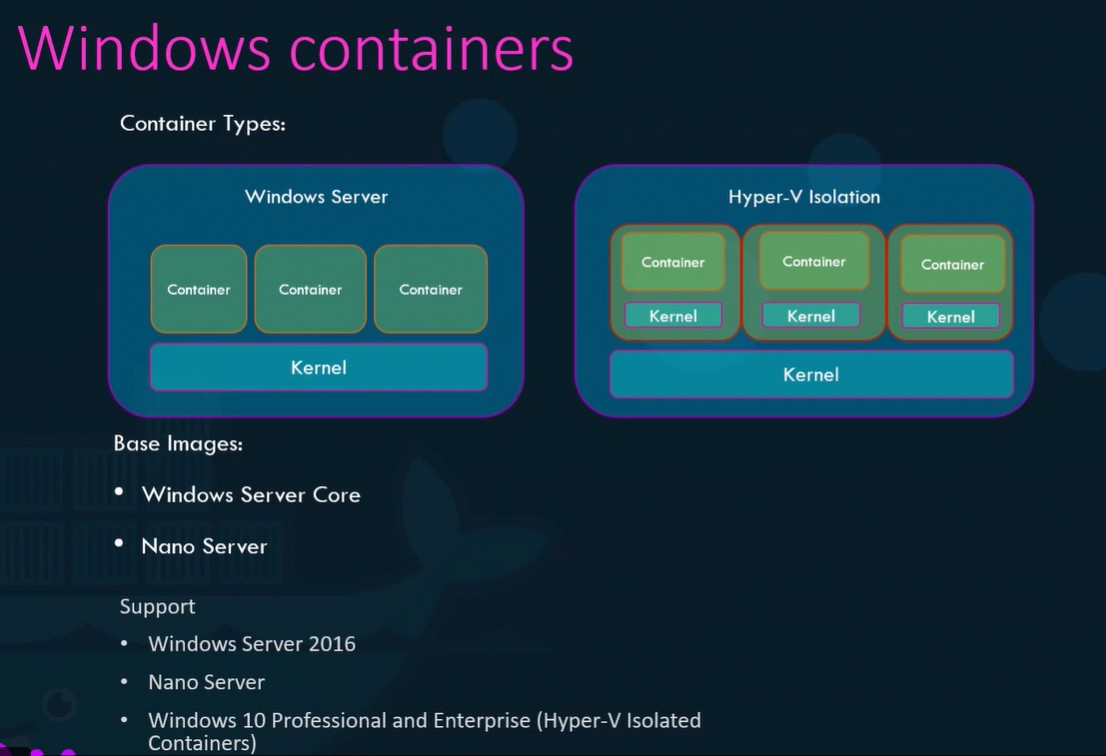 Windows containers
Container Types:
Windows Server
Container Container Container
Kernel
Hyper-V Isolation
Container Container Container
Kernel Kernel Kernel
Kernel
Base Images:
• Windows Server Core
• Nano Server
Support
• Windows Server 2016
• Nano Server
• Windows 10 Professional and Enterprise (Hyper-V Isolated
Containers)